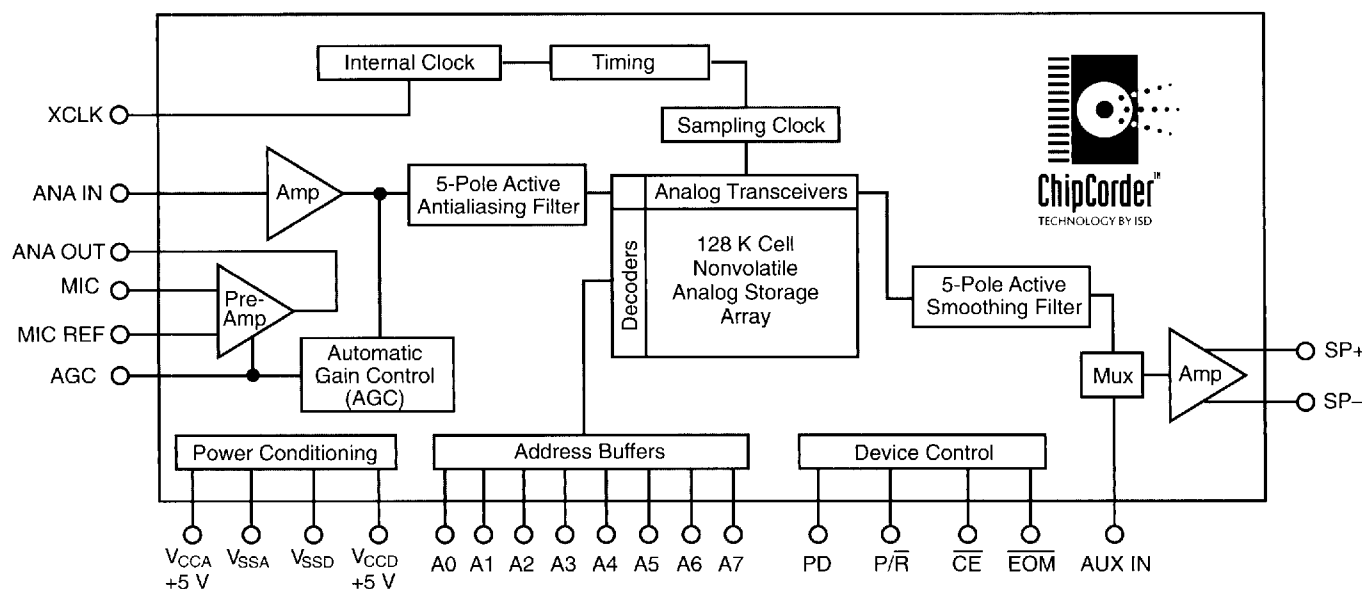 Internal Clock
Timing
XCLK
Sampling Clock
ChipCorder™
TECHNOLOGY BY ISD
ANA IN
Amp
5-Pole Active
Antialiasing Filter
Analog Transceivers
Decoders
128 K Cell
Nonvolatile
Analog Storage
Array
ANA OUT
MIC
Pre-
Amp
MIC REF
AGC
Automatic
Gain Control
(AGC)
5-Pole Active
Smoothing Filter
Mux
Amp
SP+
SP–
Power Conditioning
Address Buffers
Device Control
VCCA
+5 V
VSSA
VSSD
VCCD
+5 V
A0
A1
A2
A3
A4
A5
A6
A7
PD
P/R̅
C̅E̅
E̅O̅M̅
AUX IN